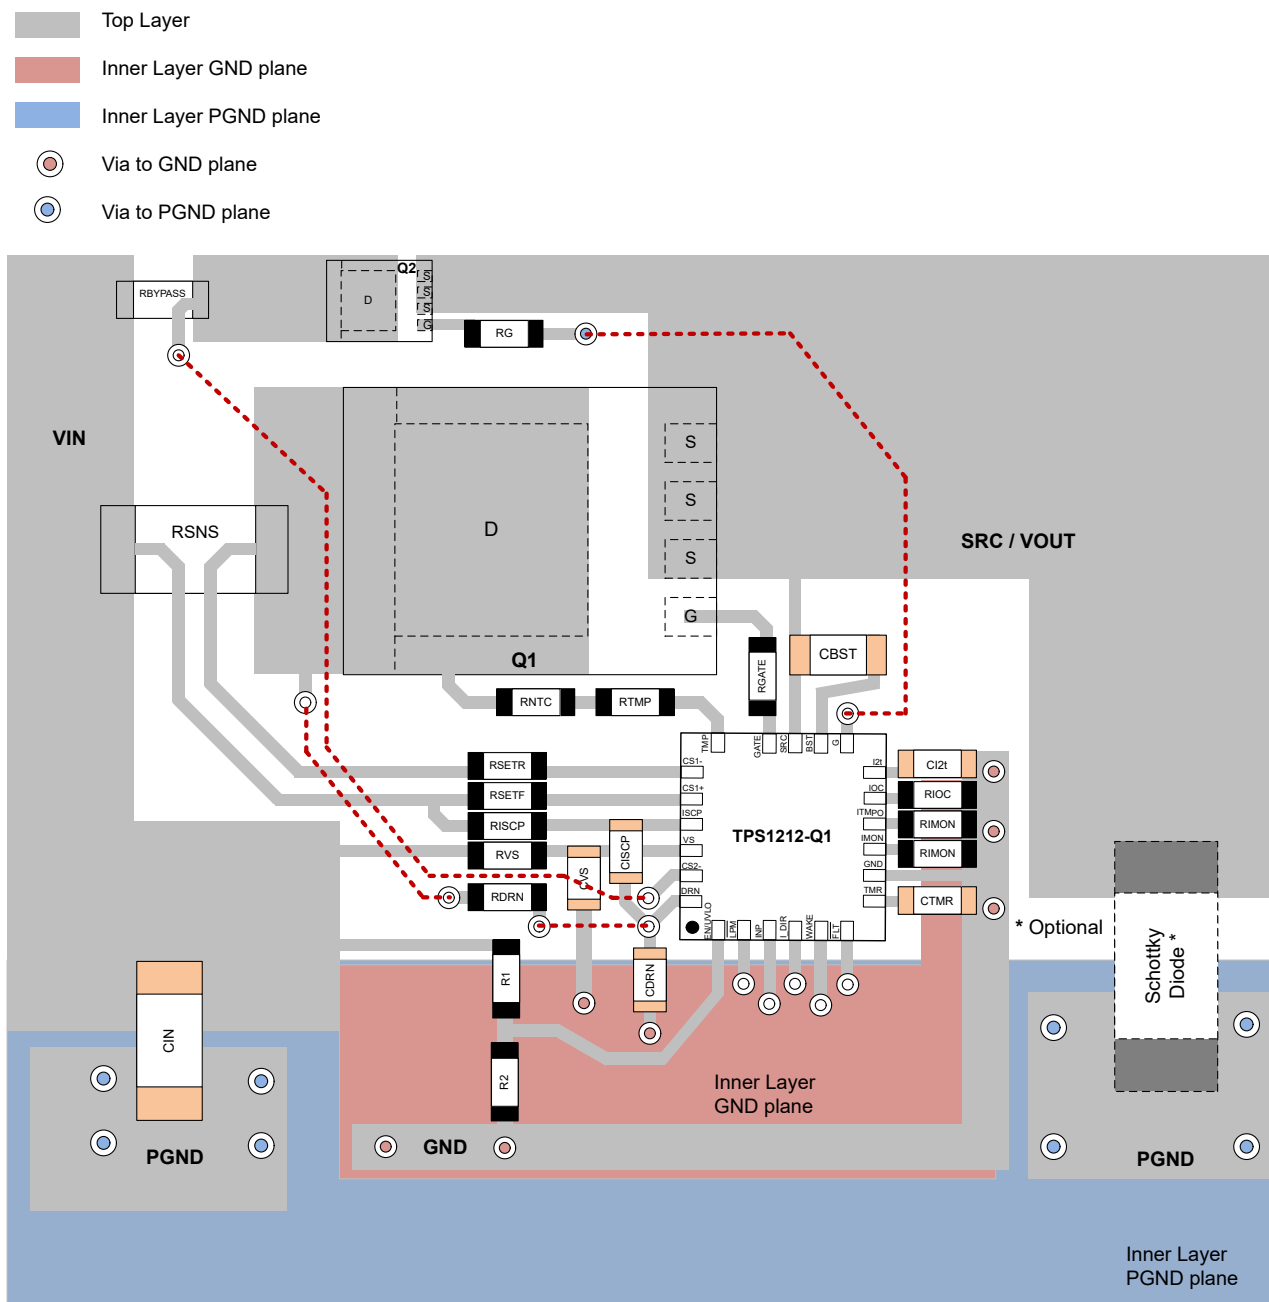 Top Layer
Inner Layer GND plane
Inner Layer PGND plane
Via to GND plane
Via to PGND plane
RBYPASS
Q2
D
S
S
S
G
RG
VIN
RSNS
D
S
S
S
G
Q1
SRC / VOUT
RGATE
CBST
RNTC
RTMP
TMP
GATE
SRC
BST
G
RSETR
RSETF
RISCP
RVS
RDRN
CVS
CISCP
CS1-
CS1+
ISCP
VS
CS2-
DRN
TPS1212-Q1
I2t
IOC
ITMPO
IMON
GND
TMR
CI2t
RIOC
RIMON
RIMON
CTMR
EN/UVLO
LPM
INP
I_DIR
WAKE
FLT
* Optional
Schottky
Diode *
R1
CDRN
CIN
R2
Inner Layer
GND plane
GND
PGND
PGND
Inner Layer
PGND plane